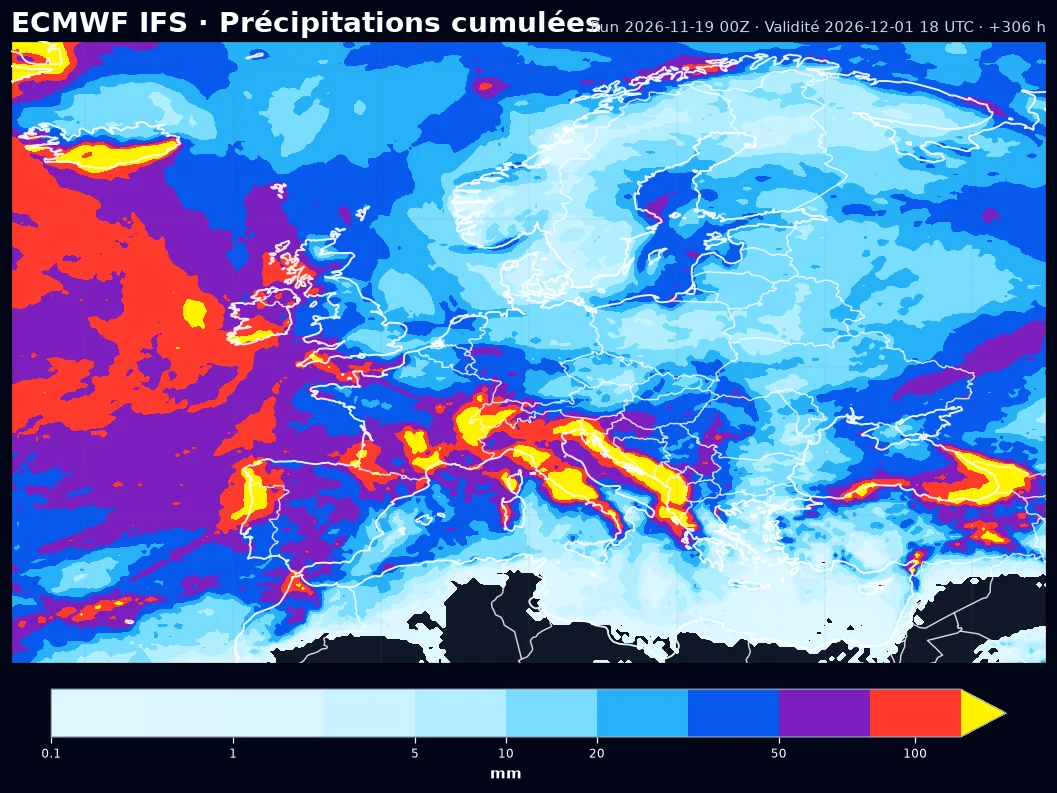 ECMWF IFS · Précipitations cumulées
Run 2026-11-19 00Z · Validité 2026-12-01 18 UTC · +306 h
0.1 1 5 10 20 50 100
mm